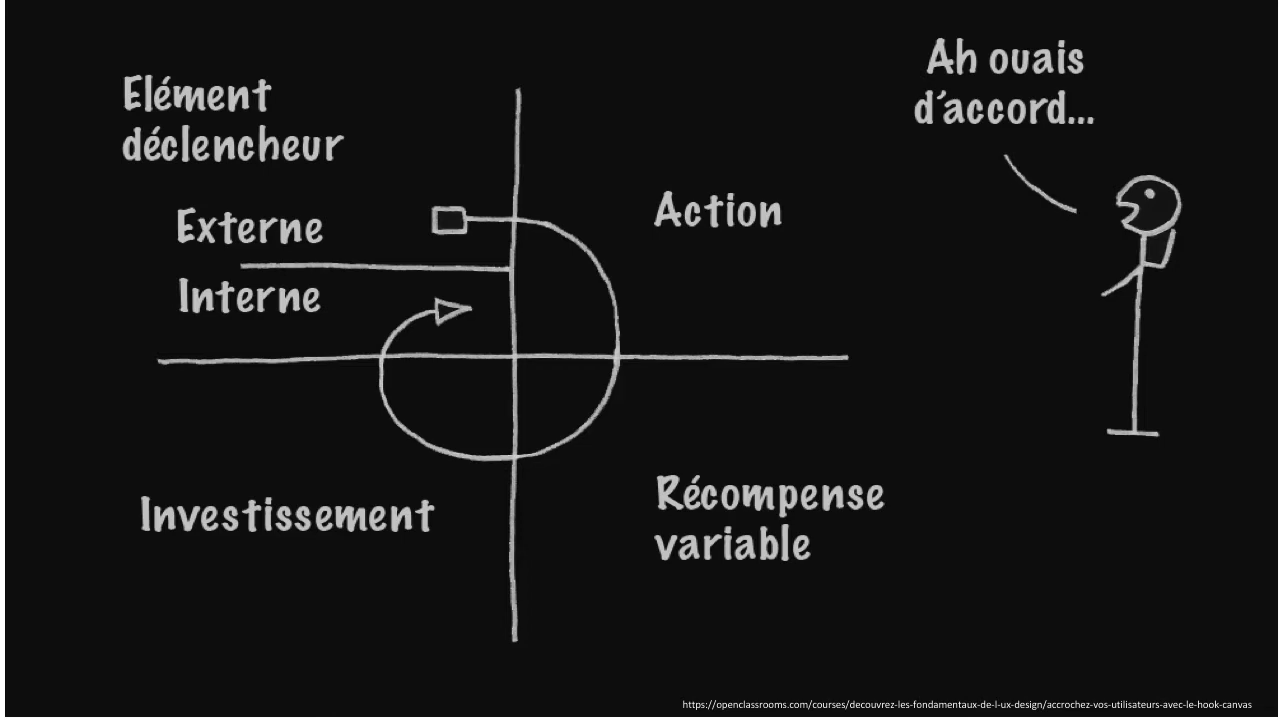 Elément
déclencheur
Externe
Interne
Action
Investissement
Récompense
variable
Ah ouais
d'accord...
https://openclassrooms.com/courses/decouvrez-les-fondamentaux-de-l-ux-design/accrochez-vos-utilisateurs-avec-le-hook-canvas